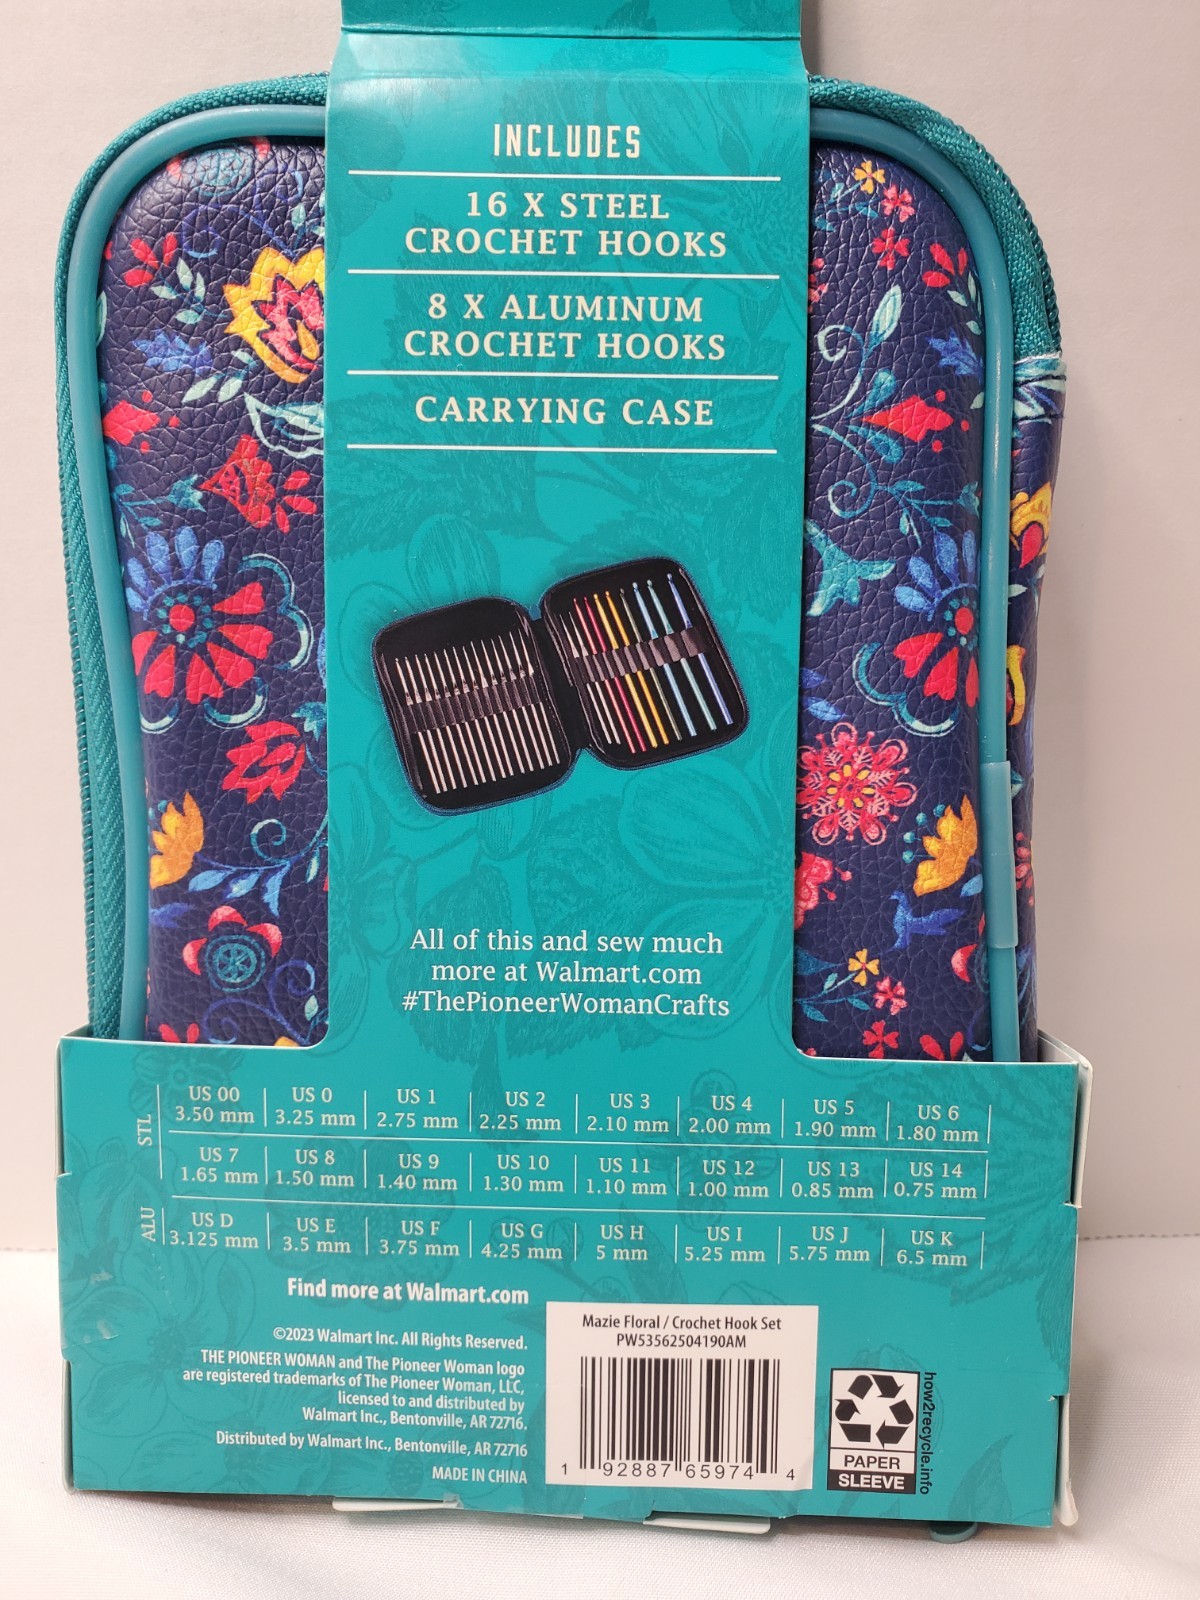 INCLUDES
16 X STEEL
CROCHET HOOKS
8 X ALUMINUM
CROCHET HOOKS
CARRYING CASE
All of this and sew much
more at Walmart.com
#ThePioneerWomanCrafts
STL
US 00 US 0 US 1 US 2 US 3 US 4 US 5 US 6
3.50 mm 3.25 mm 2.75 mm 2.25 mm 2.10 mm 2.00 mm 1.90 mm 1.80 mm
US 7 US 8 US 9 US 10 US 11 US 12 US 13 US 14
1.65 mm 1.50 mm 1.40 mm 1.30 mm 1.10 mm 1.00 mm 0.85 mm 0.75 mm
ALU
US D US E US F US G US H US I US J US K
3.125 mm 3.5 mm 3.75 mm 4.25 mm 5 mm 5.25 mm 5.75 mm 6.5 mm
Find more at Walmart.com
©2023 Walmart Inc. All Rights Reserved.
THE PIONEER WOMAN and The Pioneer Woman logo
are registered trademarks of The Pioneer Woman, LLC,
licensed to and distributed by
Walmart Inc., Bentonville, AR 72716.
Distributed by Walmart Inc., Bentonville, AR 72716
MADE IN CHINA
Mazie Floral / Crochet Hook Set
PW53562504190AM
1 92887 65974 4
how2recycle.info
PAPER
SLEEVE